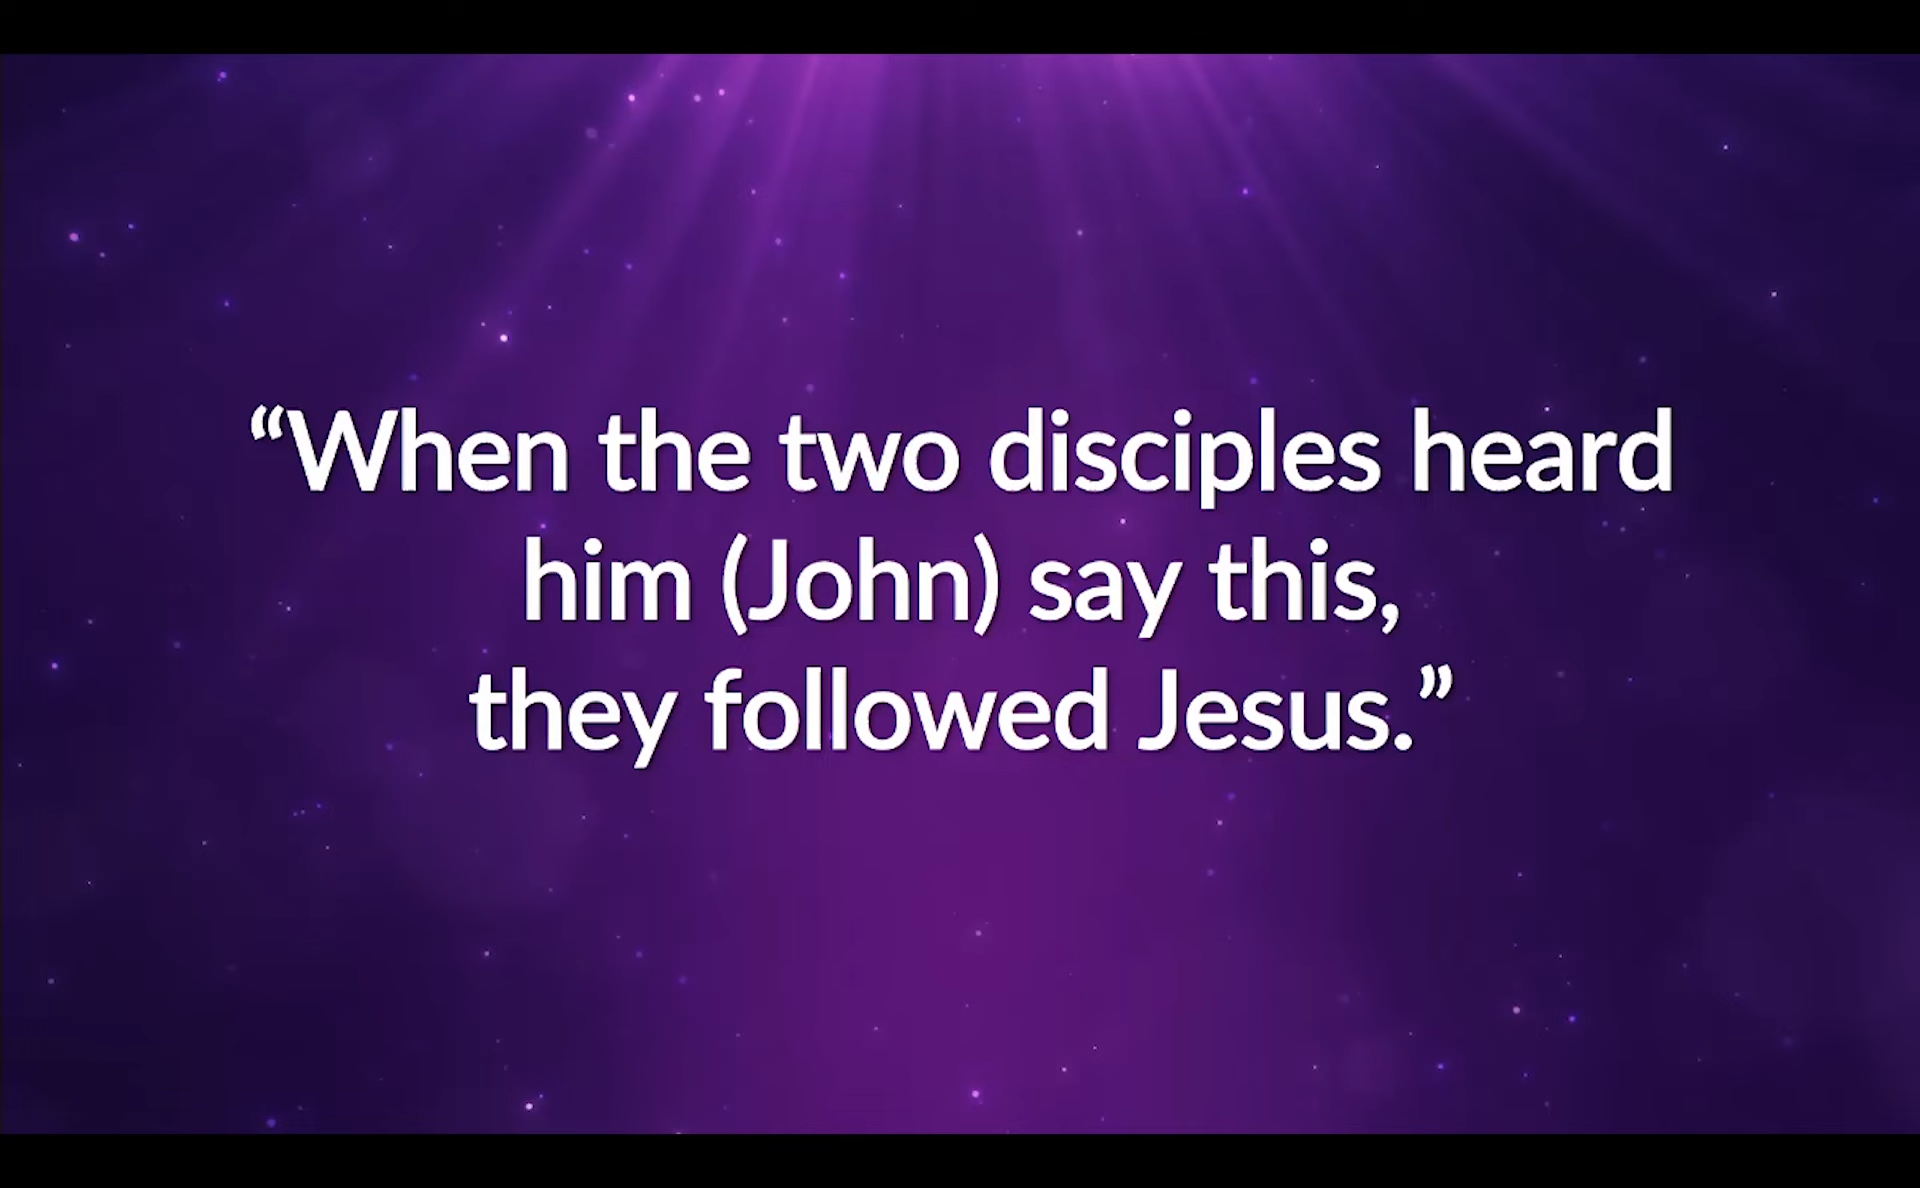 “When the two disciples heard
him (John) say this,
they followed Jesus.”